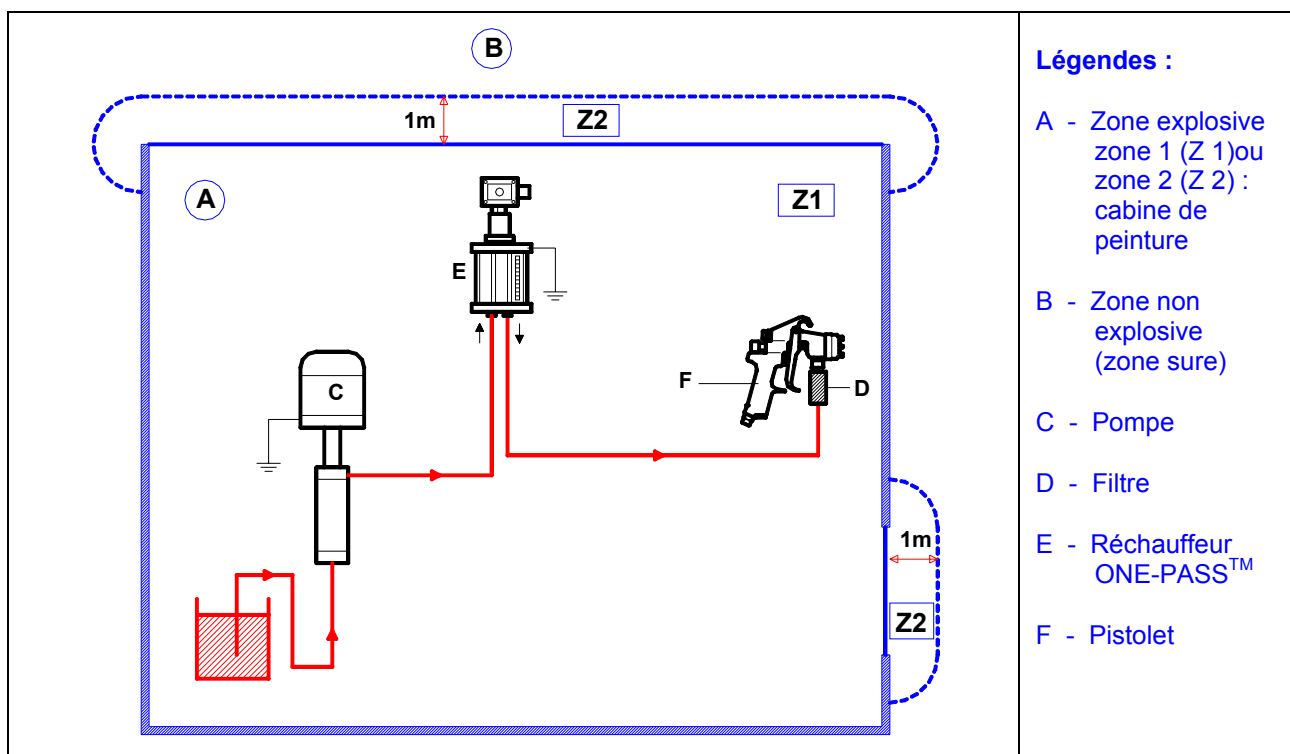 B
1m
Z2
A
Z1
E
C
F
D
1m
Z2
Légendes :
A - Zone explosive
zone 1 (Z 1)ou
zone 2 (Z 2) :
cabine de
peinture
B - Zone non
explosive
(zone sure)
C - Pompe
D - Filtre
E - Réchauffeur
ONE-PASS™
F - Pistolet